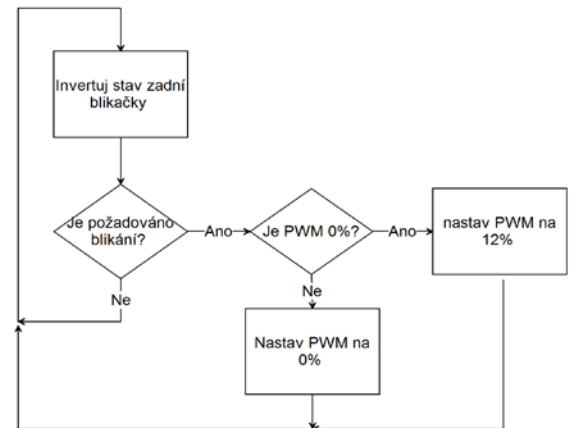 Invertuj stav zadní
blikačky
Je požadováno
blikání?
Ano
Je PWM 0%?
Ano
nastav PWM na
12%
Ne
Ne
Nastav PWM na
0%